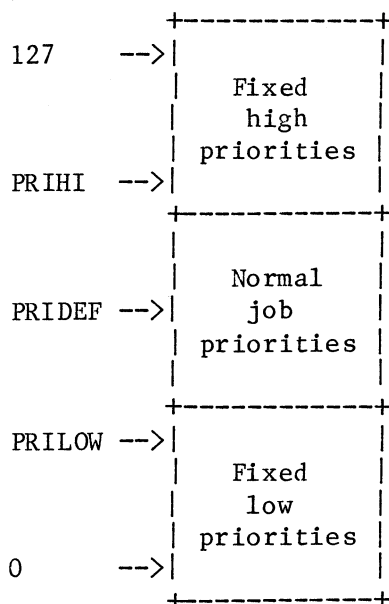 +-----------+
127 -->| |
| Fixed |
| high |
| priorities |
PRIHI -->| |
+-----------+
| |
| Normal |
PRIDEF -->| job |
| priorities |
| |
+-----------+
PRILOW -->| |
| Fixed |
| low |
| priorities |
0 -->| |
+-----------+